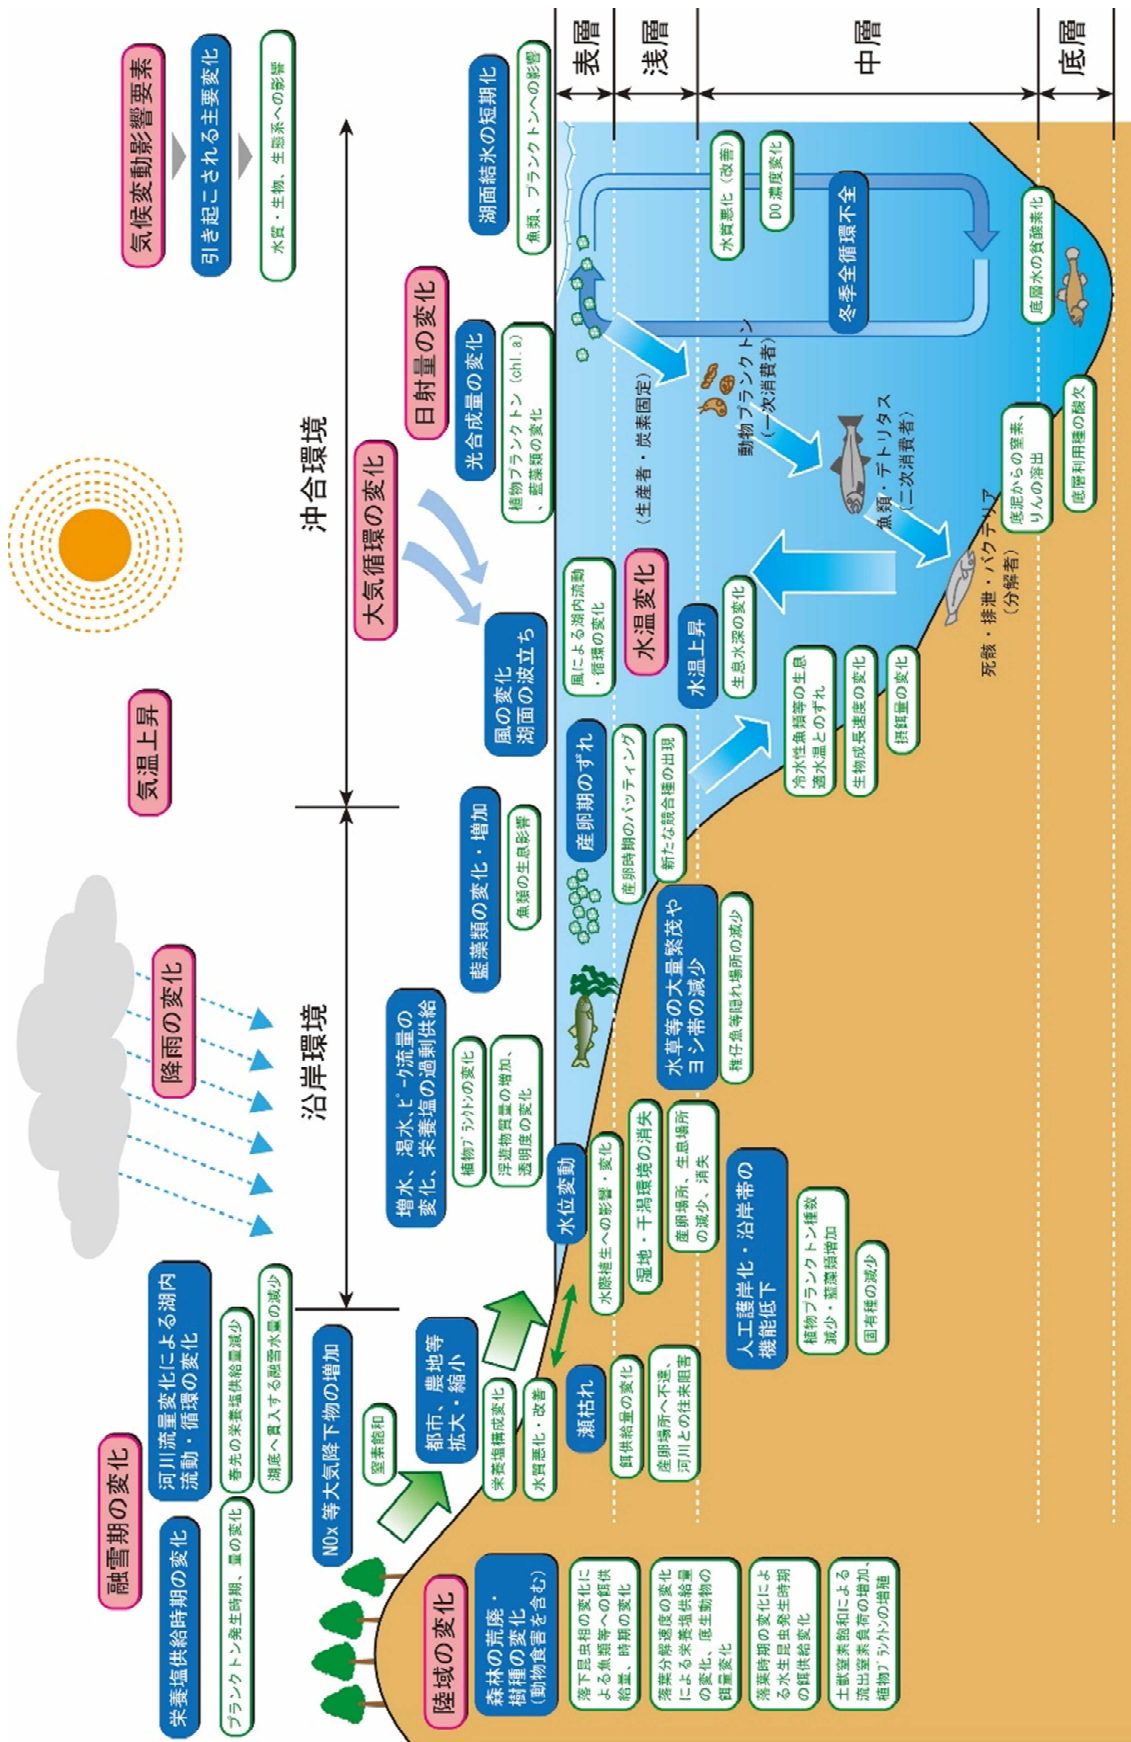 融雪期の変化
栄養塩供給時期の変化
プランクトン発生時期、量の変化
河川流量変化による湖内
流動・循環の変化
春先の栄養塩供給量減少
湖底へ貫入する融雪水量の減少
降雨の変化
気温上昇
気候変動影響要素
引き起こされる主要変化
水質・生物、生態系への影響
沿岸環境
沖合環境
NOx 等大気降下物の増加
窒素飽和
都市、農地等
拡大・縮小
栄養塩構成変化
水質悪化・改善
増水、渇水、ピーク流量の
変化、栄養塩の過剰供給
植物プランクトンの変化
浮遊物質量の増加、
透明度の変化
藍藻類の変化・増加
魚類の生息影響
大気循環の変化
風の変化
湖面の波立ち
風による湖内流動
・循環の変化
日射量の変化
光合成量の変化
植物プランクトン (chl.a)
、藍藻類の変化
湖面結氷の短期化
魚類、プランクトンへの影響
表層
浅層
中層
底層
陸域の変化
森林の荒廃・
樹種の変化
(動物食害を含む)
落下昆虫相の変化に
よる魚類等への餌供
給量、時期の変化
落葉分解速度の変化
による栄養塩供給量
の変化、底生動物の
餌量変化
落葉時期の変化によ
る水生昆虫発生時期
の餌供給変化
土獣窒素飽和による
流出窒素負荷の増加、
植物プランクトンの増殖
瀬枯れ
餌供給量の変化
産卵場所へ不達、
河川との往来阻害
水位変動
水際植生への影響・変化
湿地・干潟環境の消失
産卵場所、生息場所
の減少、消失
人工護岸化・沿岸帯の
機能低下
植物プランクトン種数
減少・藍藻類増加
固有種の減少
水草等の大量繁茂や
ヨシ帯の減少
稚仔魚等隠れ場所の減少
産卵期のずれ
産卵時期のバッティング
新たな競合種の出現
水温変化
水温上昇
生息水深の変化
冷水性魚類等の生息
適水温とのずれ
生物成長速度の変化
摂餌量の変化
(生産者・炭素固定)
動物プランクトン
(一次消費者)
魚類・デトリタス
(二次消費者)
死骸・排泄・バクテリア
(分解者)
水質悪化 (改善)
DO濃度変化
冬季全循環不全
底層水の貧酸素化
底泥からの窒素、
りんの溶出
底層利用種の酸欠